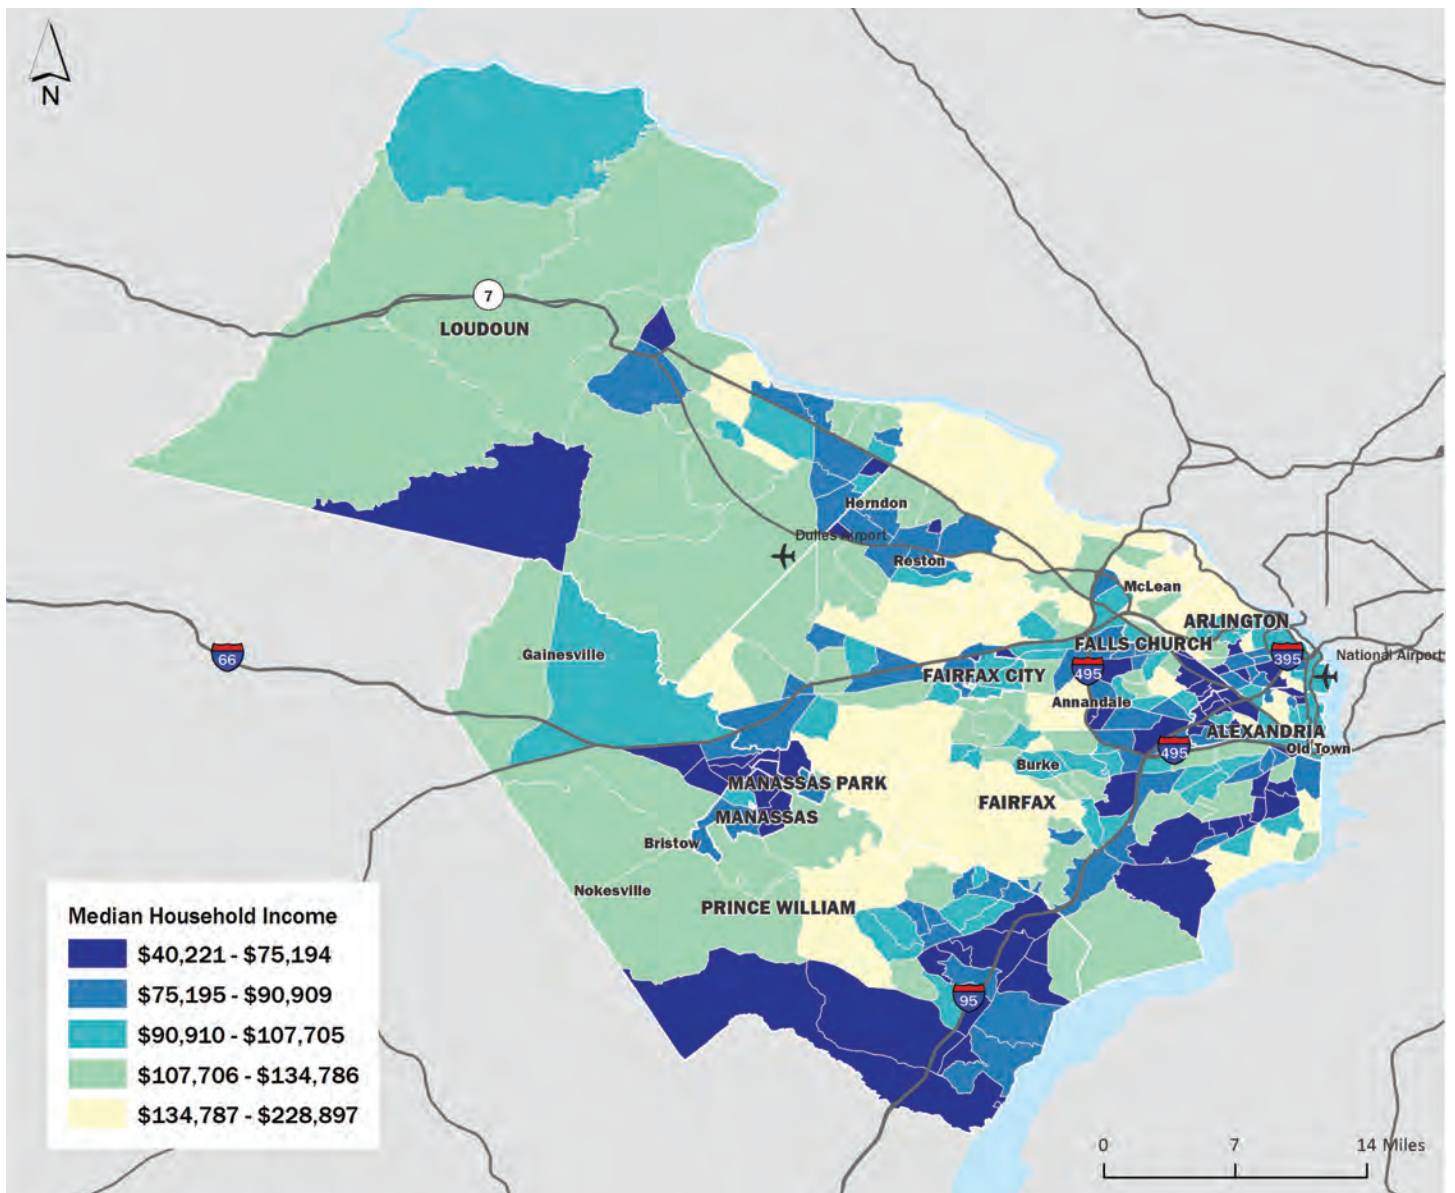 N
7
LOUDOUN
Herndon
Dulles Airport
Reston
McLean
ARLINGTON
FALLS CHURCH
66
Gainesville
395
National Airport
495
FAIRFAX CITY
Annandale
ALEXANDRIA
Old Town
495
Burke
MANASSAS PARK
FAIRFAX
MANASSAS
Bristow
Nokesville
PRINCE WILLIAM
95
Median Household Income
$40,221 - $75,194
$75,195 - $90,909
$90,910 - $107,705
$107,706 - $134,786
$134,787 - $228,897
0 7 14 Miles